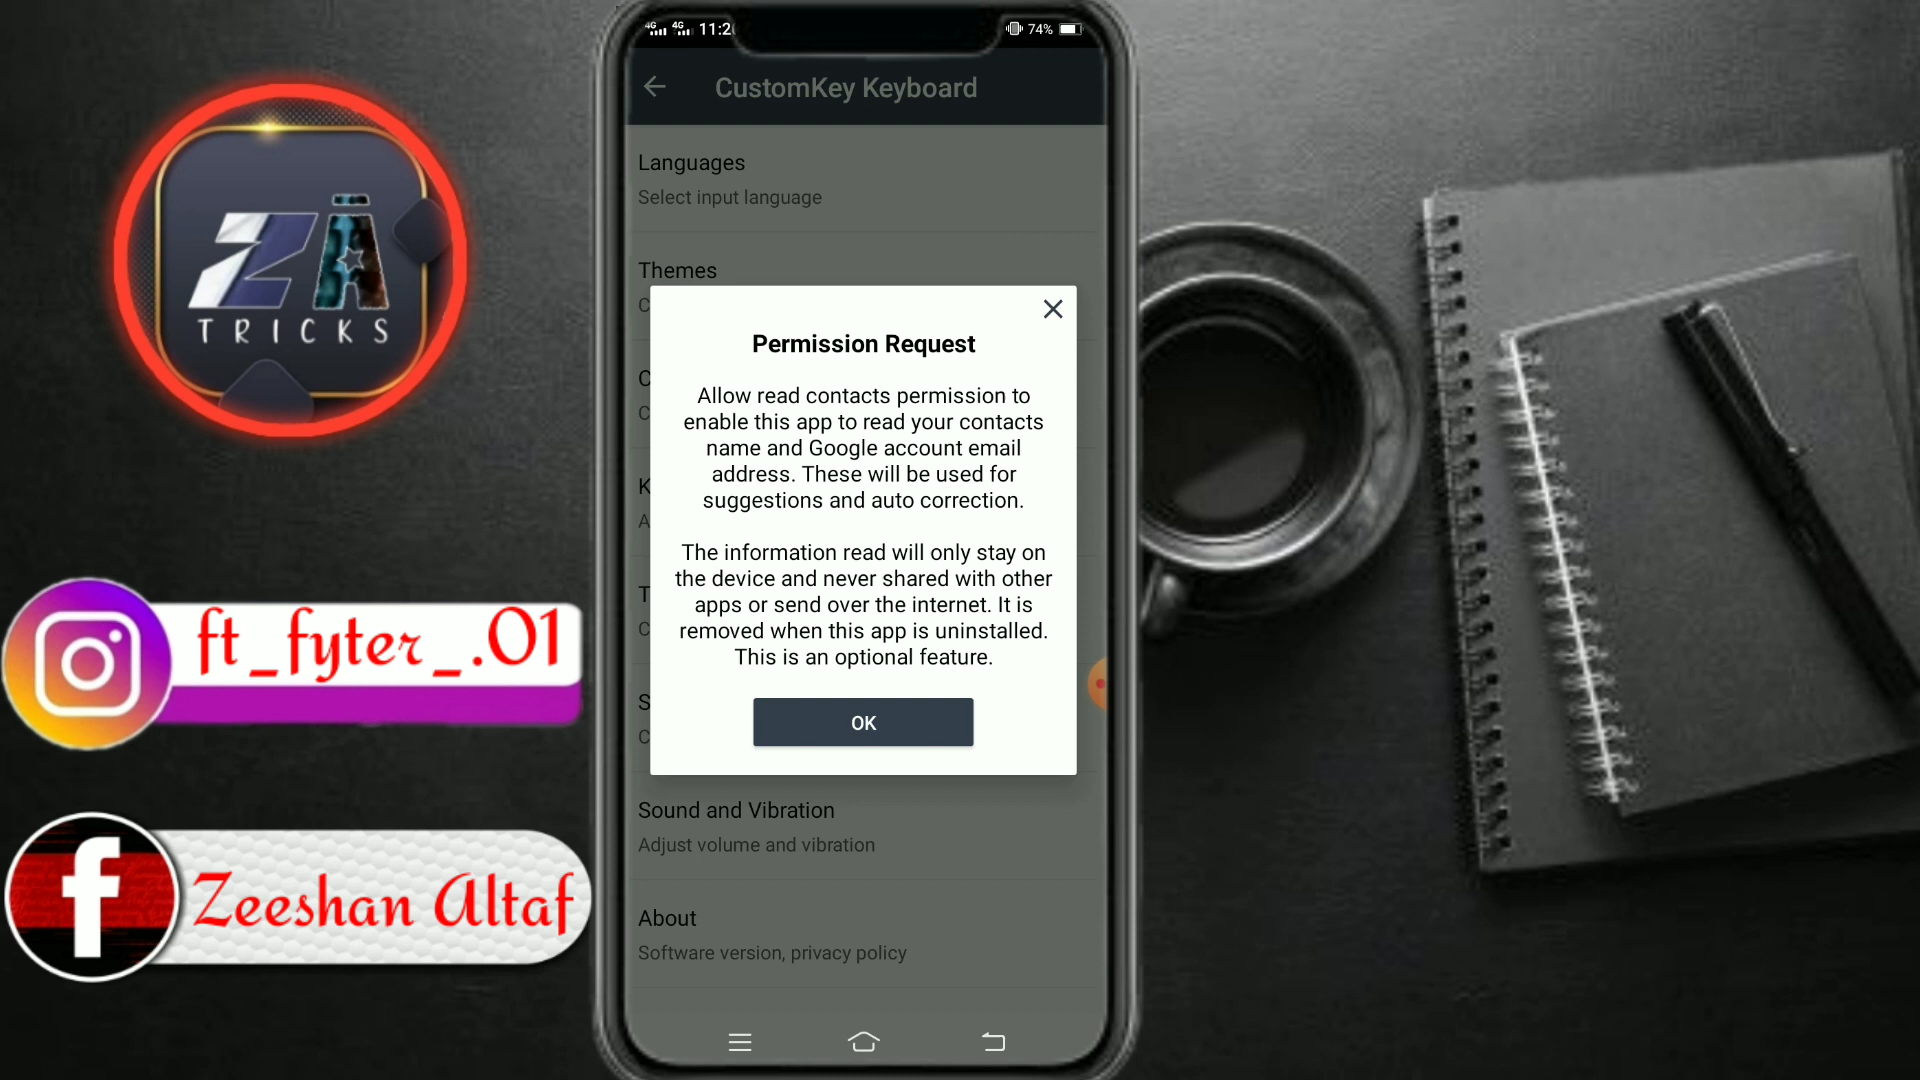 4G 4G 11:2
74%
CustomKey Keyboard
Languages
Select input language
Themes
C
Permission Request
C
C
Allow read contacts permission to
enable this app to read your contacts
name and Google account email
address. These will be used for
suggestions and auto correction.
K
A
The information read will only stay on
the device and never shared with other
apps or send over the internet. It is
removed when this app is uninstalled.
This is an optional feature.
T
C
S
C
OK
Sound and Vibration
Adjust volume and vibration
About
Software version, privacy policy
ZA
TRICKS
ft_fyter_.01
f
Zeeshan Altaf